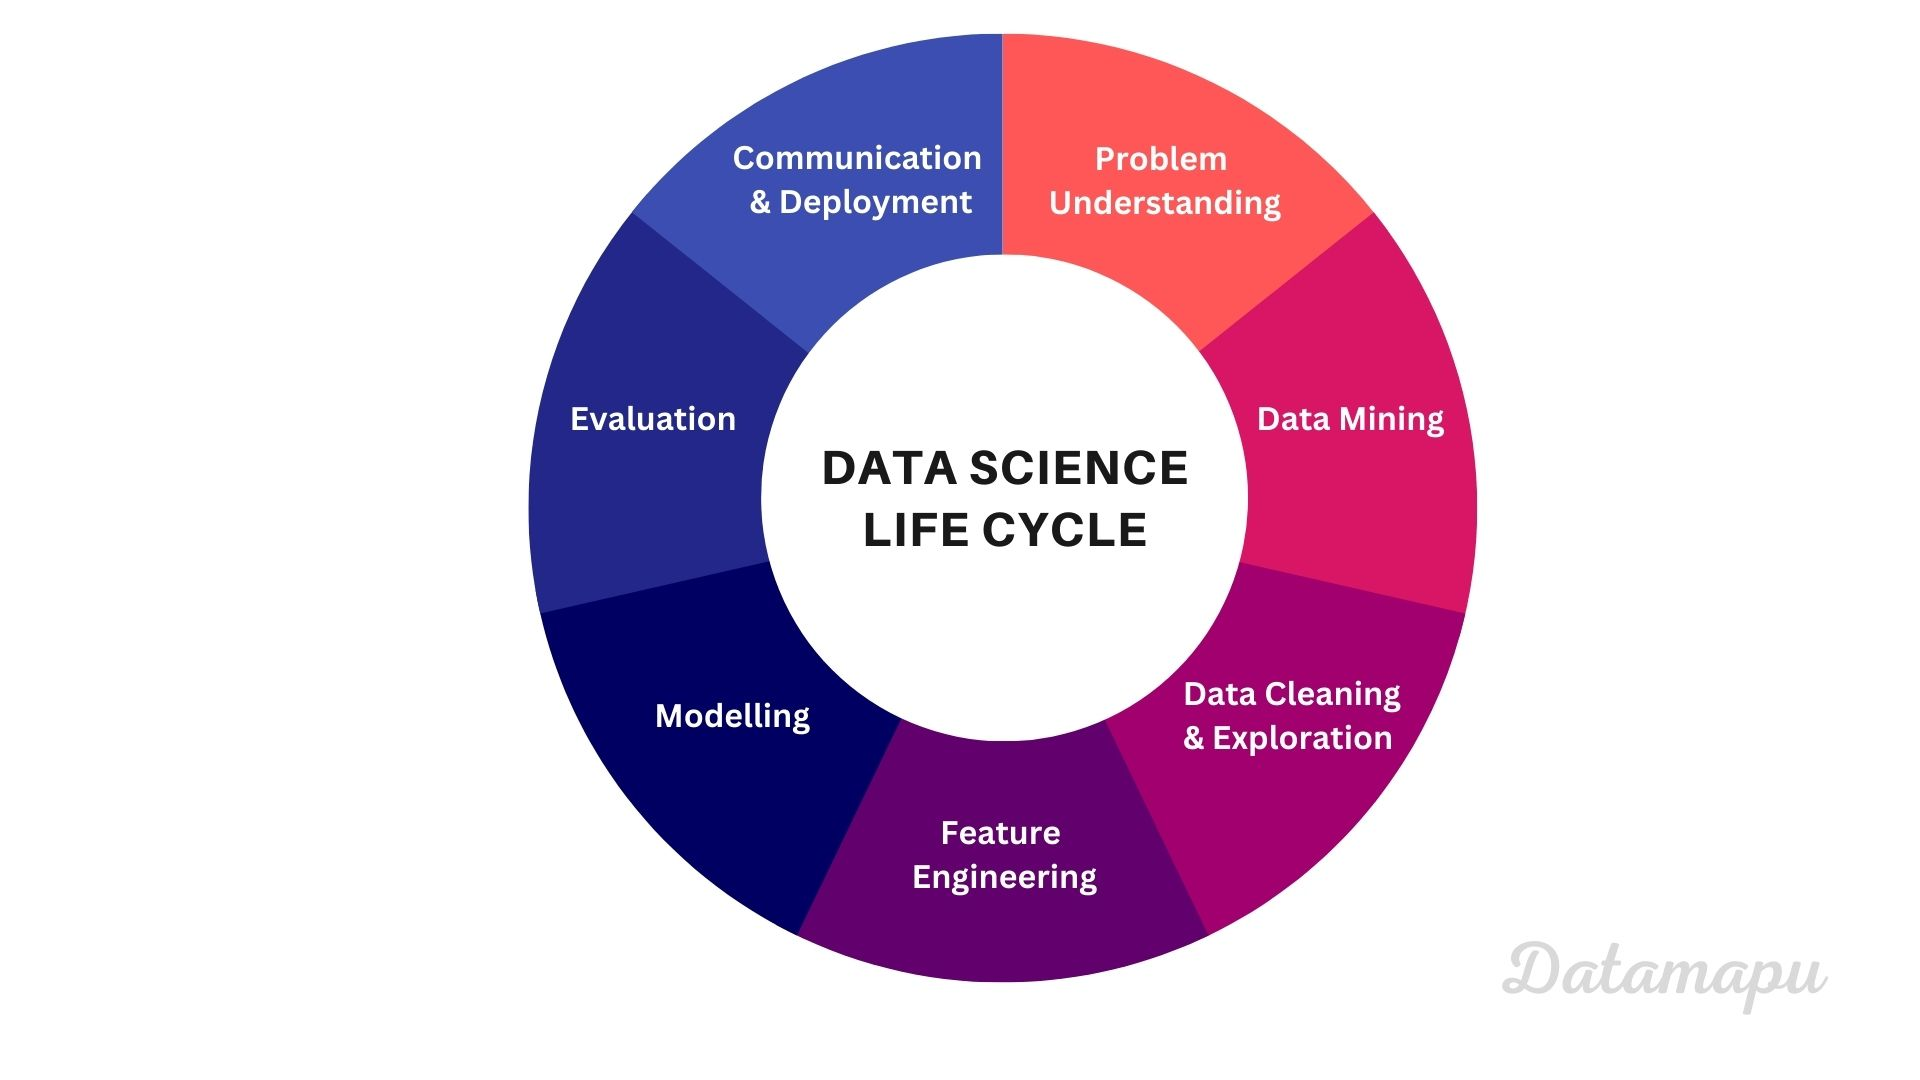 DATA SCIENCE
LIFE CYCLE
Problem
Understanding
Data Mining
Data Cleaning
& Exploration
Feature
Engineering
Modelling
Evaluation
Communication
& Deployment
Datamapu